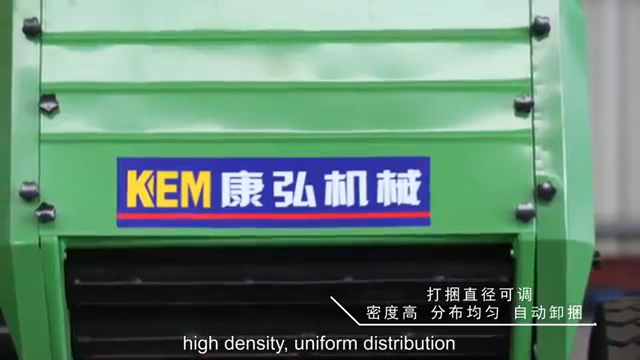 KEM 康弘机械
打捆直径可调
密度高 分布均匀 自动卸捆
high density, uniform distribution